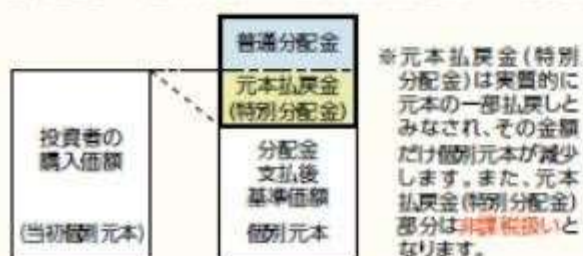 普通分配金
元本払戻金
(特別分配金)
投資者の
購入価額
(当初個別元本)
分配金
支払後
基準価額
個別元本
※元本払戻金(特別
分配金)は実質的に
元本の一部払戻しと
みなされ、その金額
だけ個別元本が減少
します。また、元本
払戻金(特別分配金)
部分は非課税扱いと
なります。